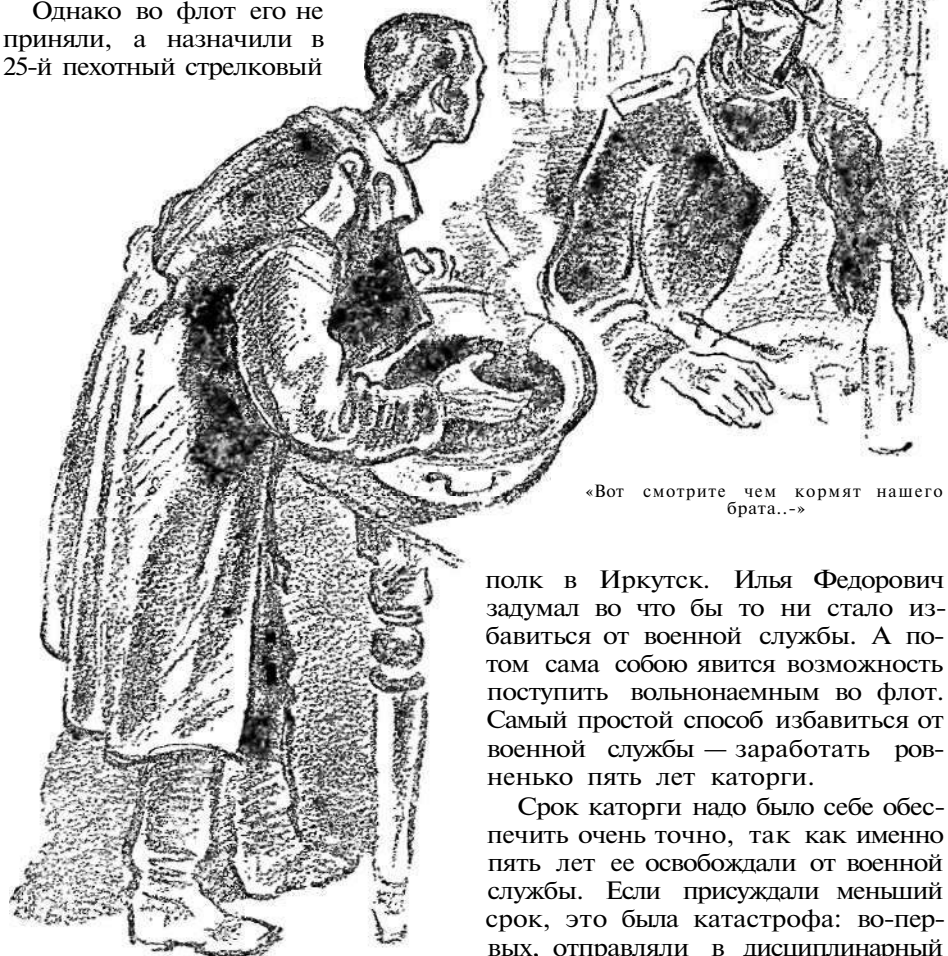 Однако во флот его не
приняли, а назначили в
25-й пехотный стрелковый
«Вот смотрите чем кормят нашего
брата..-»
полк в Иркутск. Илья Федорович
задумал во что бы то ни стало из-
бавиться от военной службы. А по-
том сама собою явится возможность
поступить вольнонаемным во флот.
Самый простой способ избавиться от
военной службы — заработать ров-
ненько пять лет каторги.
Срок каторги надо было себе обес-
печить очень точно, так как именно
пять лет ее освобождали от военной
службы. Если присуждали меньший
срок, это была катастрофа: во-пер-
вых, отправляли в дисциплинарный